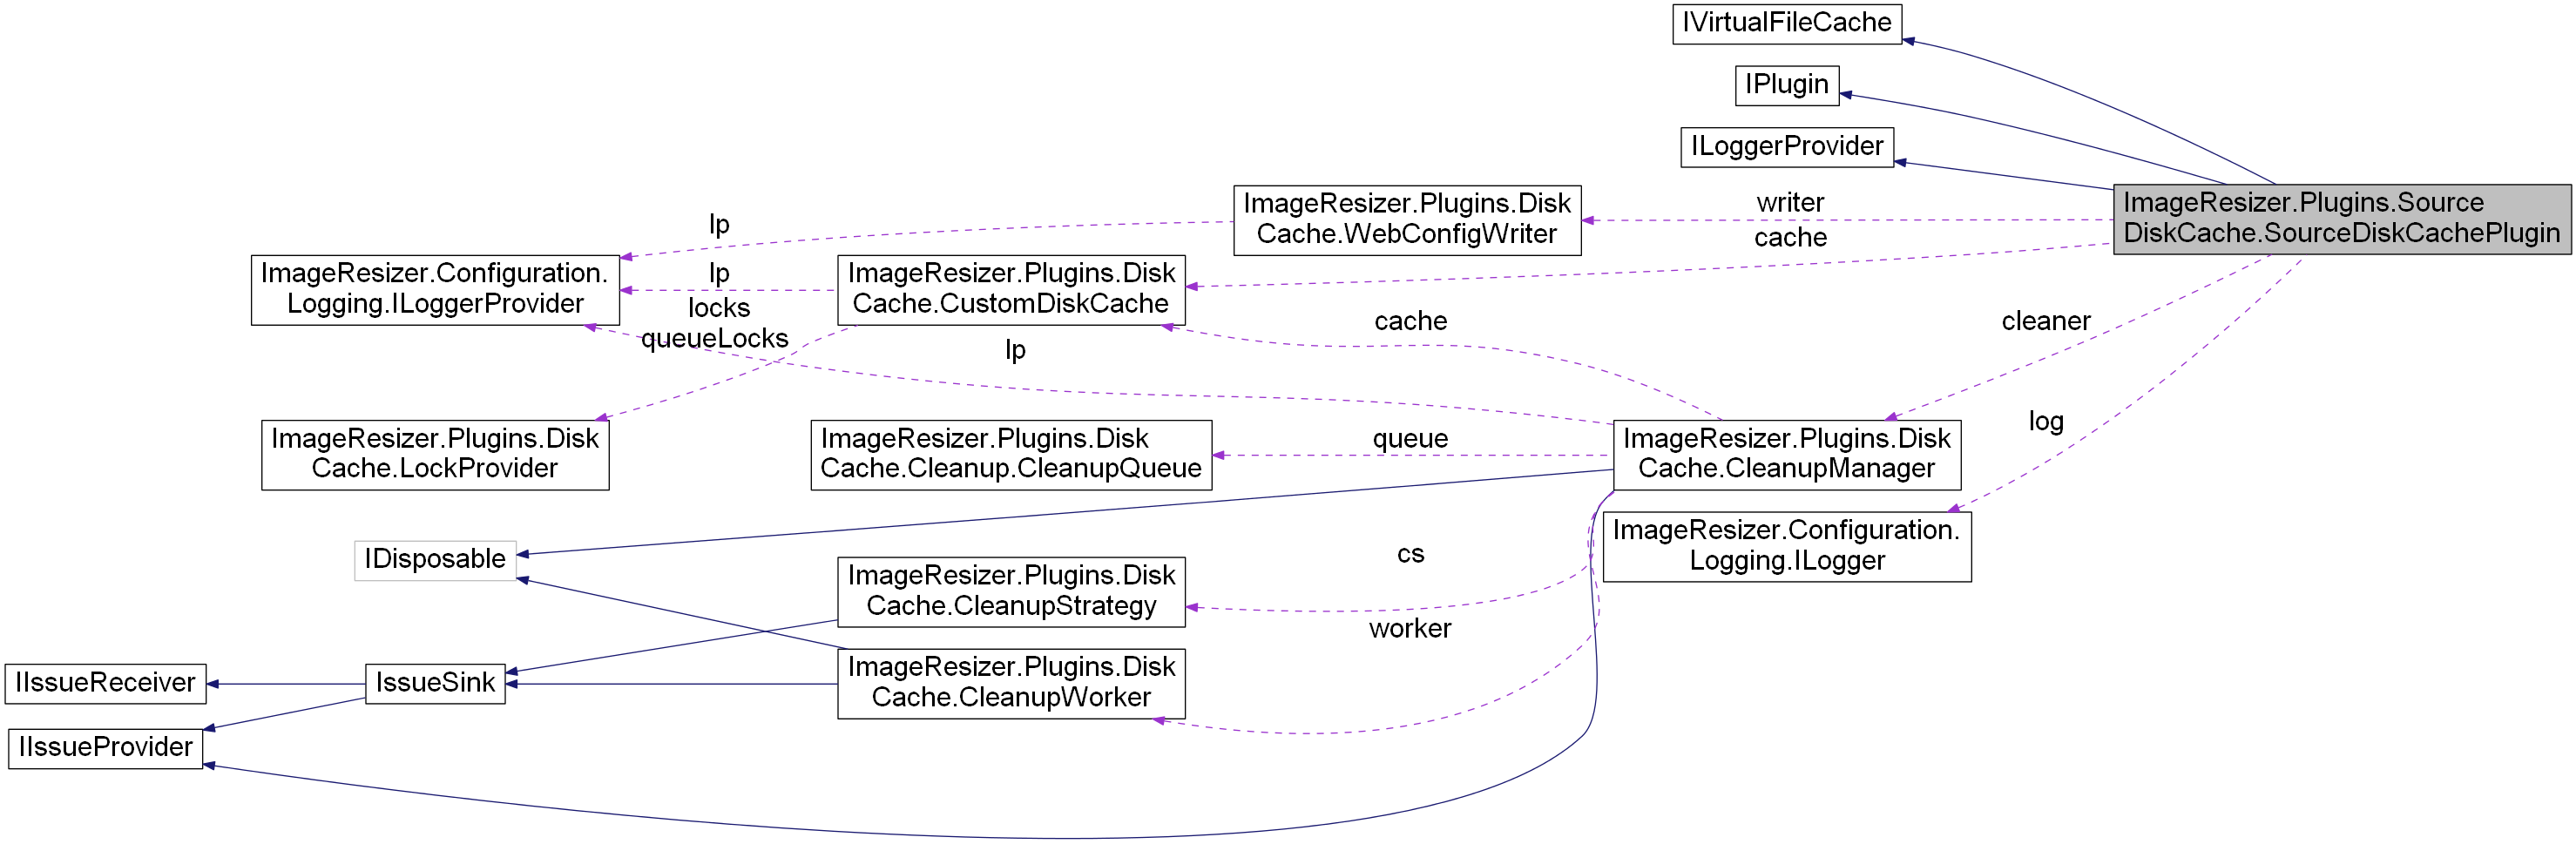 IVirtualFileCache
IPlugin
ILoggerProvider
ImageResizer.Plugins.Source
DiskCache.SourceDiskCachePlugin
writer
cache
ImageResizer.Plugins.Disk
Cache.WebConfigWriter
lp
ImageResizer.Configuration.
Logging.ILoggerProvider
lp
locks
queueLocks
ImageResizer.Plugins.Disk
Cache.CustomDiskCache
cache
lp
cleaner
log
ImageResizer.Plugins.Disk
Cache.LockProvider
ImageResizer.Plugins.Disk
Cache.Cleanup.CleanupQueue
queue
ImageResizer.Plugins.Disk
Cache.CleanupManager
ImageResizer.Configuration.
Logging.ILogger
IDisposable
cs
ImageResizer.Plugins.Disk
Cache.CleanupStrategy
worker
ImageResizer.Plugins.Disk
Cache.CleanupWorker
IIssueReceiver
IssueSink
IIssueProvider